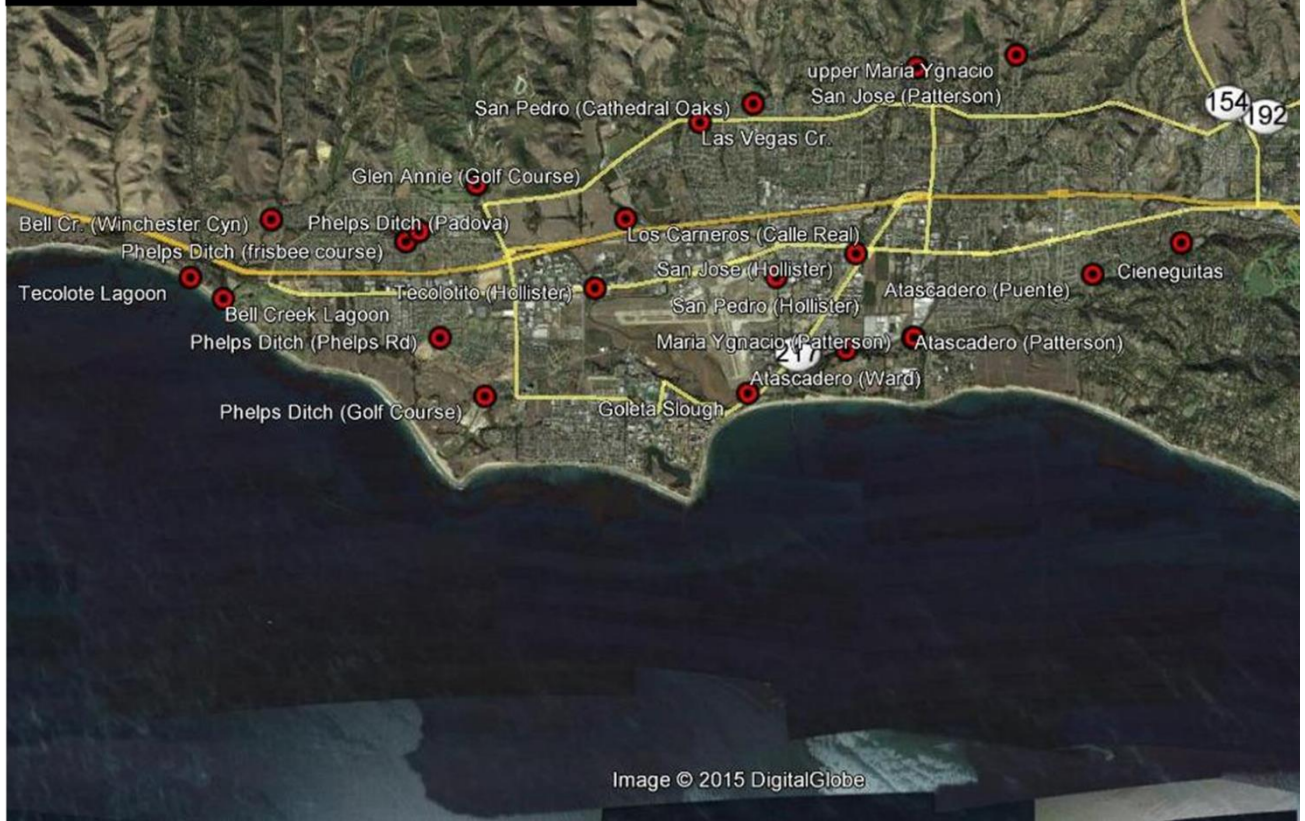 upper Maria Ygnacio
San Jose (Patterson)
154
192
San Pedro (Cathedral Oaks)
Las Vegas Cr.
Glen Annie (Golf Course)
Bell Cr. (Winchester Cyn)
Phelps Ditch (Padova)
Los Carneros (Calle Real)
Phelps Ditch (frisbee course)
San Jose (Hollister)
Cieneguitas
Tecolote Lagoon
Tecolotito (Hollister)
Atascadero (Puente)
San Pedro (Hollister)
Bell Creek Lagoon
Phelps Ditch (Phelps Rd)
Maria Ygnacio (Patterson)
Atascadero (Patterson)
217
Atascadero (Ward)
Phelps Ditch (Golf Course)
Goleta Slough
Image © 2015 DigitalGlobe